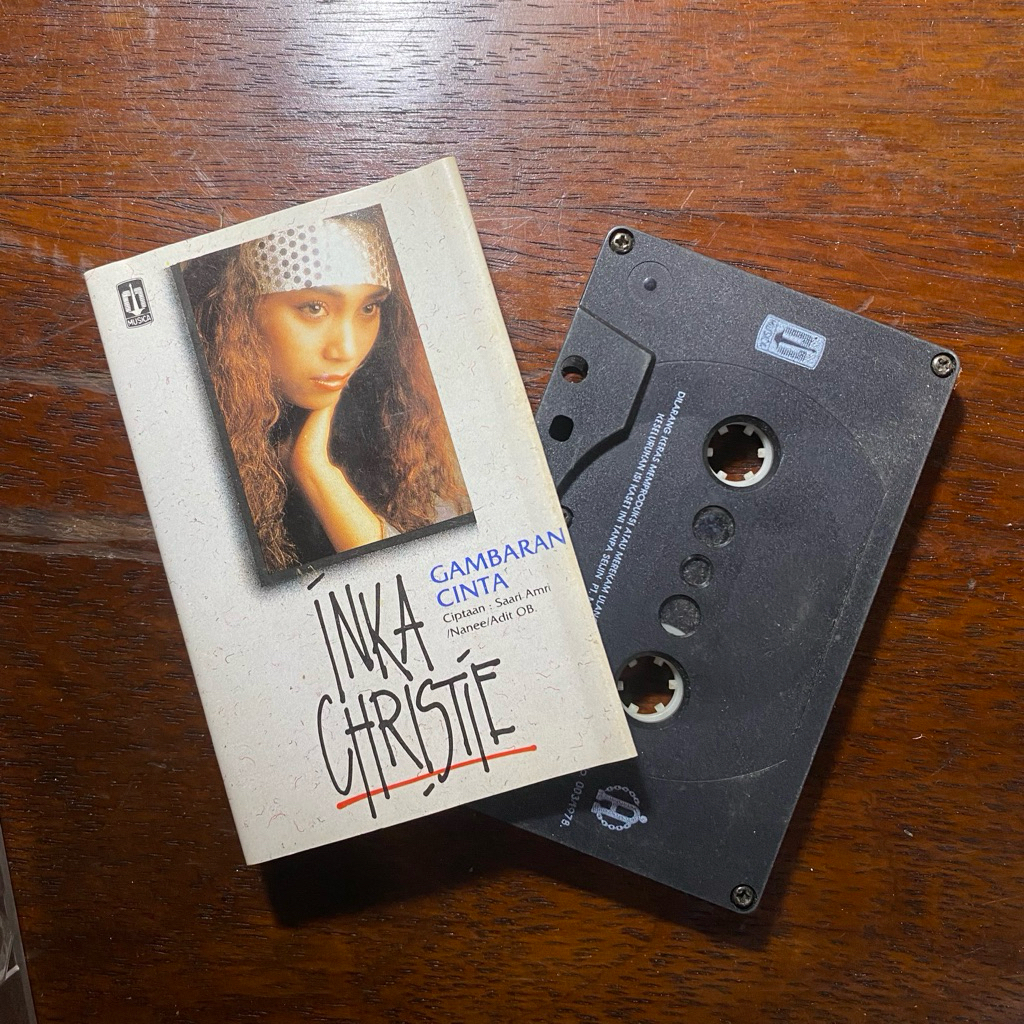 MUSICA
GAMBARAN
CINTA
Ciptaan : Saari Amri
/Nanee/Adit OB.
INKA
CHRISTIE
DILARANG KERAS MEMPRODUKSI ATAU MEREKAM ULANG
KESELURUHAN ISI KASET INI TANPA SEIJIN PT.